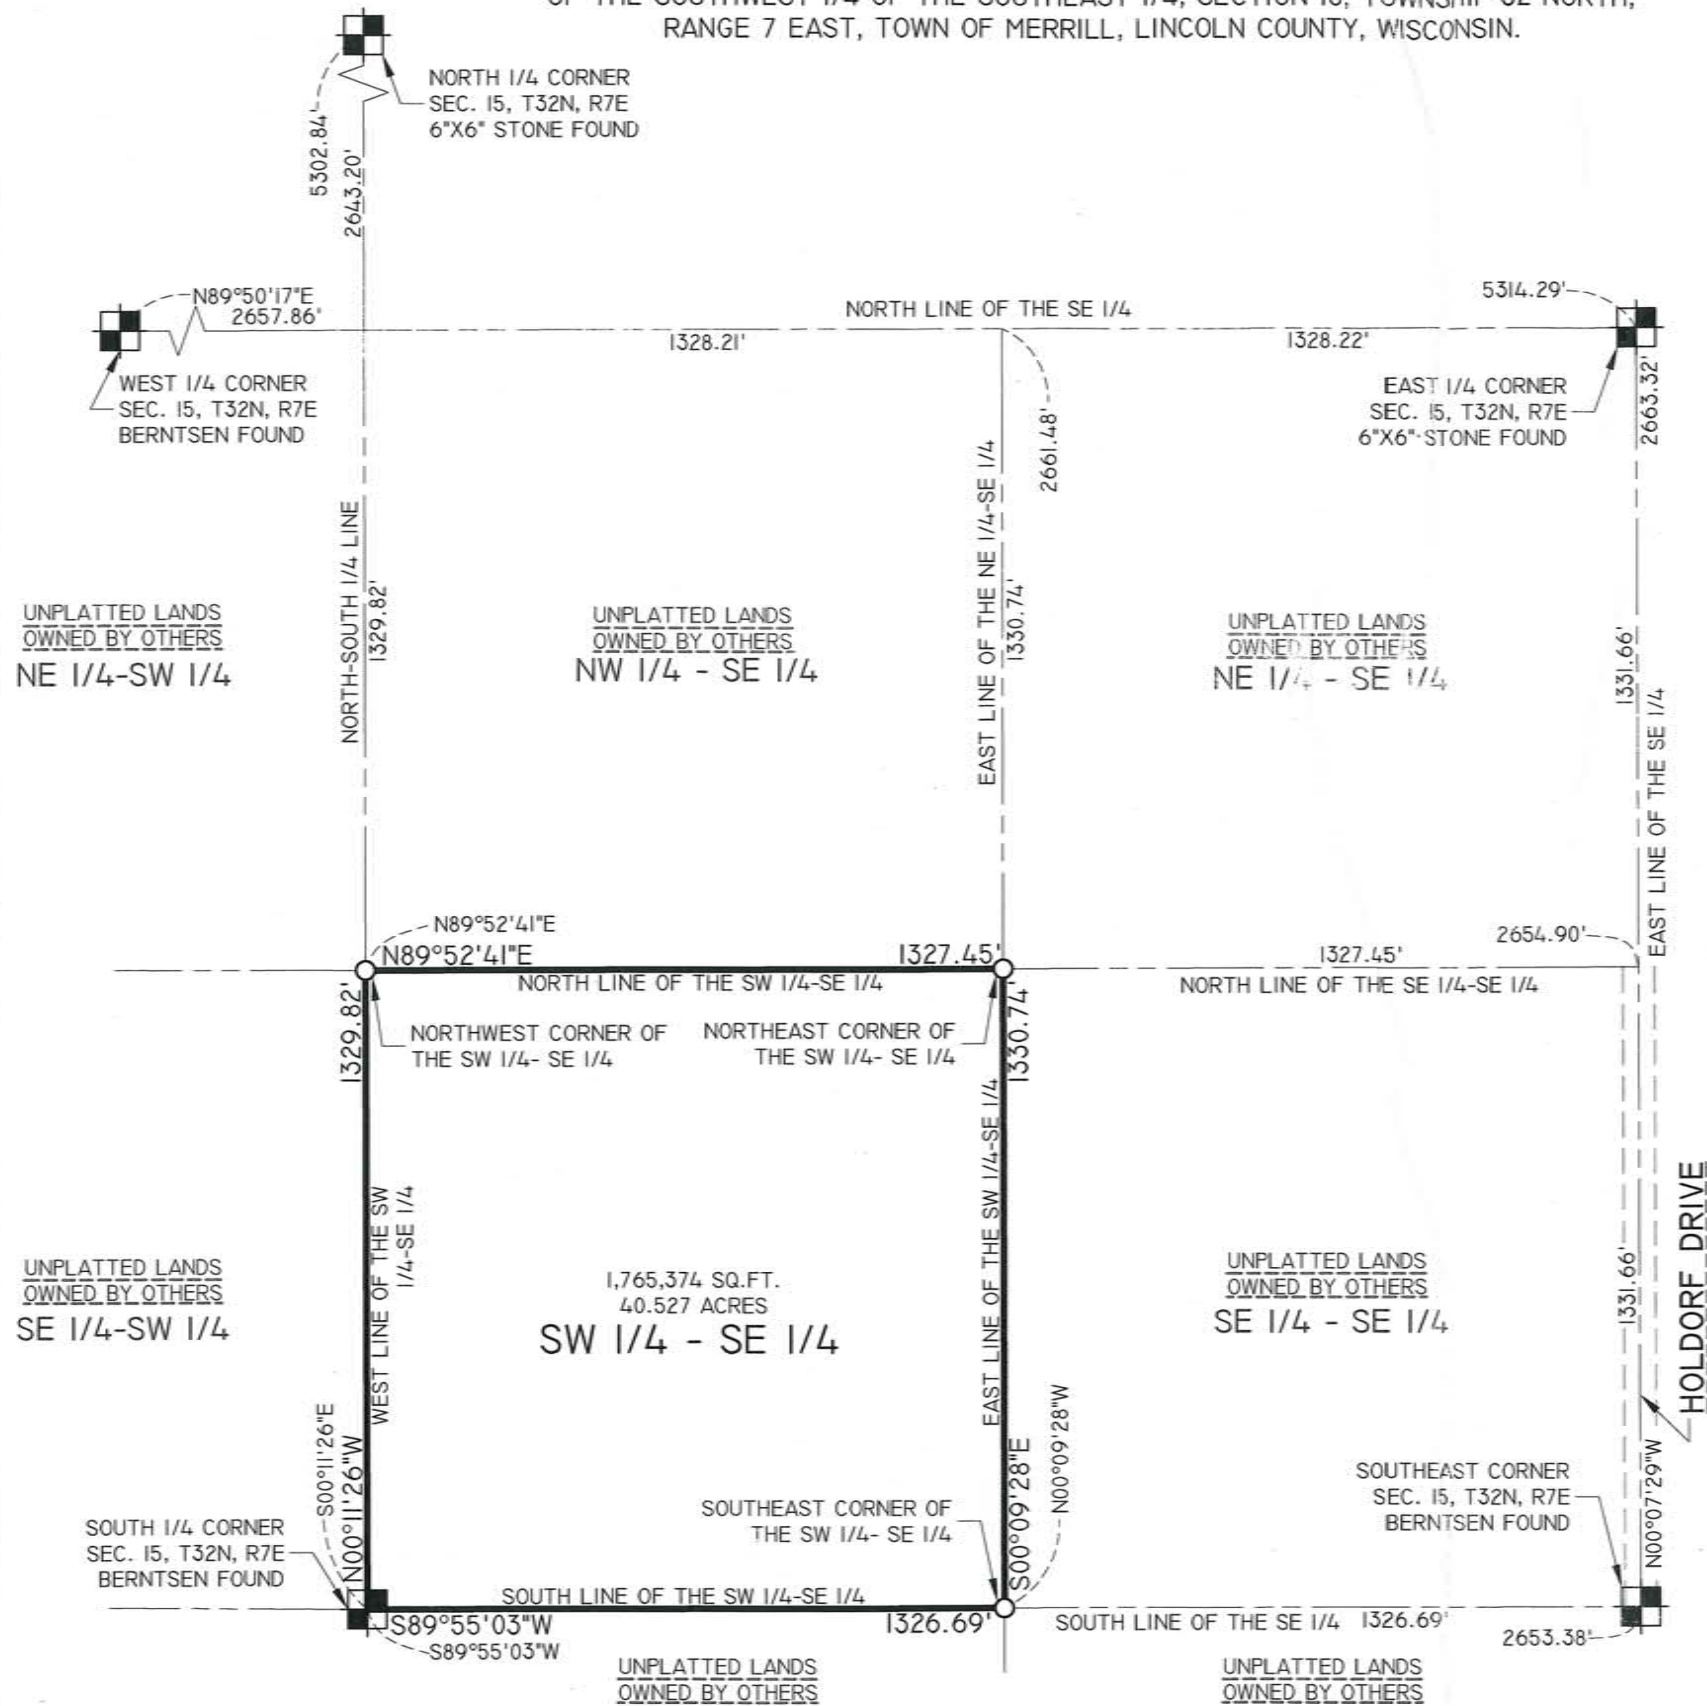 RANGE 7 EAST, TOWN OF MERRILL, LINCOLN COUNTY, WISCONSIN.
NORTH 1/4 CORNER
SEC. 15, T32N, R7E
6"X6" STONE FOUND
5302.84'
2643.20'
N89°50'17"E
2657.86'
WEST 1/4 CORNER
SEC. 15, T32N, R7E
BERNTSEN FOUND
NORTH LINE OF THE SE 1/4
1328.21'
1328.22'
5314.29'
EAST 1/4 CORNER
SEC. 15, T32N, R7E
6"X6" STONE FOUND
2663.32'
2661.48'
NORTH-SOUTH 1/4 LINE
1329.82'
EAST LINE OF THE NE 1/4-SE 1/4
1330.74'
1331.66'
EAST LINE OF THE SE 1/4
UNPLATTED LANDS
OWNED BY OTHERS
NE 1/4-SW 1/4
UNPLATTED LANDS
OWNED BY OTHERS
NW 1/4 - SE 1/4
UNPLATTED LANDS
OWNED BY OTHERS
NE 1/4 - SE 1/4
N89°52'41"E
N89°52'41"E
1327.45'
NORTH LINE OF THE SW 1/4-SE 1/4
2654.90'
1327.45'
NORTH LINE OF THE SE 1/4-SE 1/4
1329.82'
NORTHWEST CORNER OF
THE SW 1/4- SE 1/4
NORTHEAST CORNER OF
THE SW 1/4- SE 1/4
1330.74'
WEST LINE OF THE SW
1/4-SE 1/4
EAST LINE OF THE SW 1/4-SE 1/4
UNPLATTED LANDS
OWNED BY OTHERS
SE 1/4-SW 1/4
1,765,374 SQ.FT.
40.527 ACRES
SW 1/4 - SE 1/4
UNPLATTED LANDS
OWNED BY OTHERS
SE 1/4 - SE 1/4
1331.66'
HOLDORF DRIVE
S00°11'26"E
N00°11'26"W
SOUTH 1/4 CORNER
SEC. 15, T32N, R7E
BERNTSEN FOUND
SOUTHEAST CORNER OF
THE SW 1/4- SE 1/4
S00°09'28"E
N00°09'28"W
SOUTHEAST CORNER
SEC. 15, T32N, R7E
BERNTSEN FOUND
N00°07'29"W
SOUTH LINE OF THE SW 1/4-SE 1/4
S89°55'03"W
S89°55'03"W
1326.69'
SOUTH LINE OF THE SE 1/4 1326.69'
2653.38'
UNPLATTED LANDS
OWNED BY OTHERS
UNPLATTED LANDS
OWNED BY OTHERS